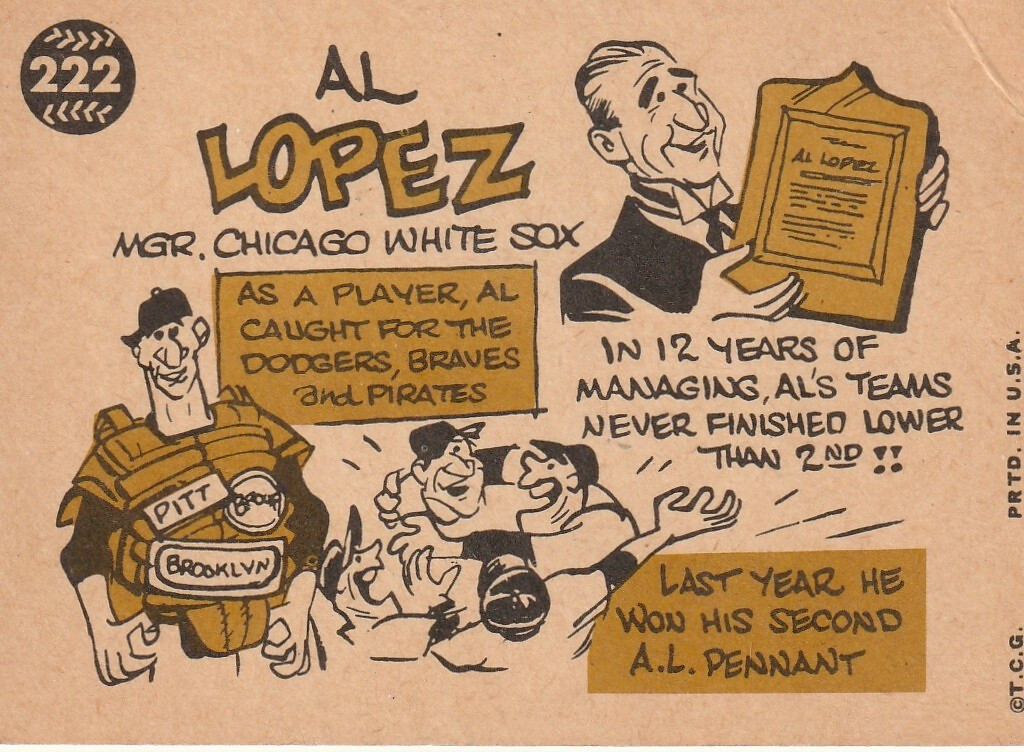 222
AL
LOPEZ
MGR. CHICAGO WHITE SOX
AL LOPEZ
AS A PLAYER, AL
CAUGHT FOR THE
DODGERS, BRAVES
and PIRATES
IN 12 YEARS OF
MANAGING, AL'S TEAMS
NEVER FINISHED LOWER
THAN 2ND !!
PITT
BROOKLYN
LAST YEAR HE
WON HIS SECOND
A.L. PENNANT
©T.C.G. PRTD. IN U.S.A.